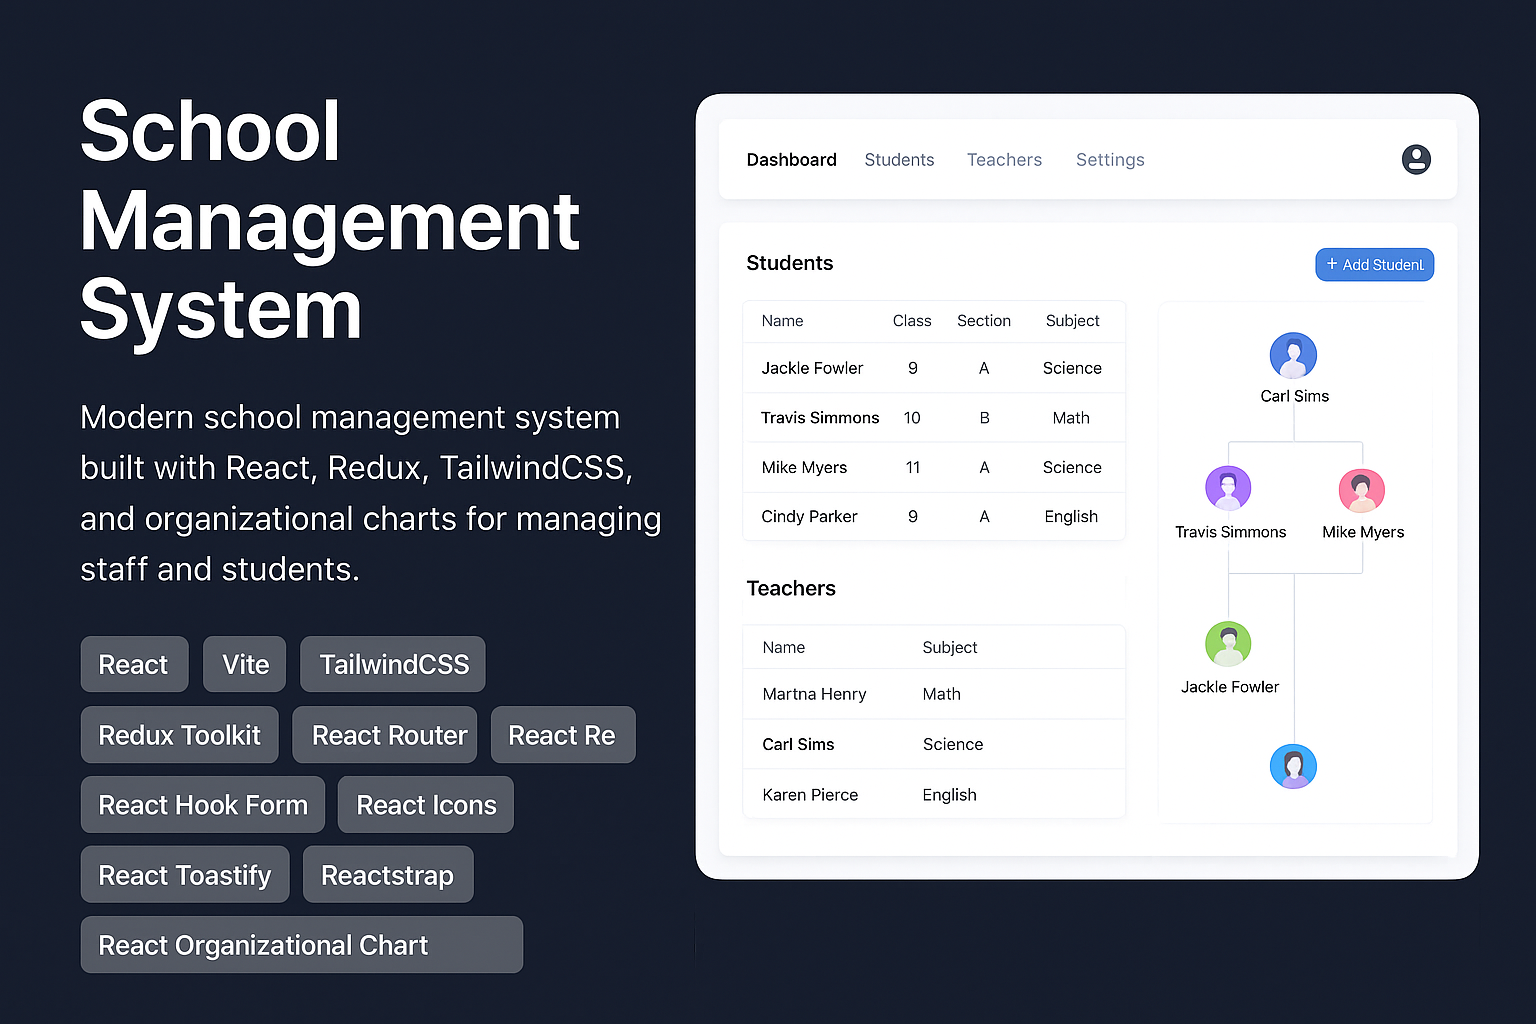 School
Management
System
Modern school management system
built with React, Redux, TailwindCSS,
and organizational charts for managing
staff and students.
React Vite TailwindCSS
Redux Toolkit React Router React Re
React Hook Form React Icons
React Toastify Reactstrap
React Organizational Chart
Dashboard Students Teachers Settings
Students
+ Add Student
Name Class Section Subject
Jackle Fowler 9 A Science
Travis Simmons 10 B Math
Mike Myers 11 A Science
Cindy Parker 9 A English
Teachers
Name Subject
Martna Henry Math
Carl Sims Science
Karen Pierce English
Carl Sims
Travis Simmons Mike Myers
Jackle Fowler